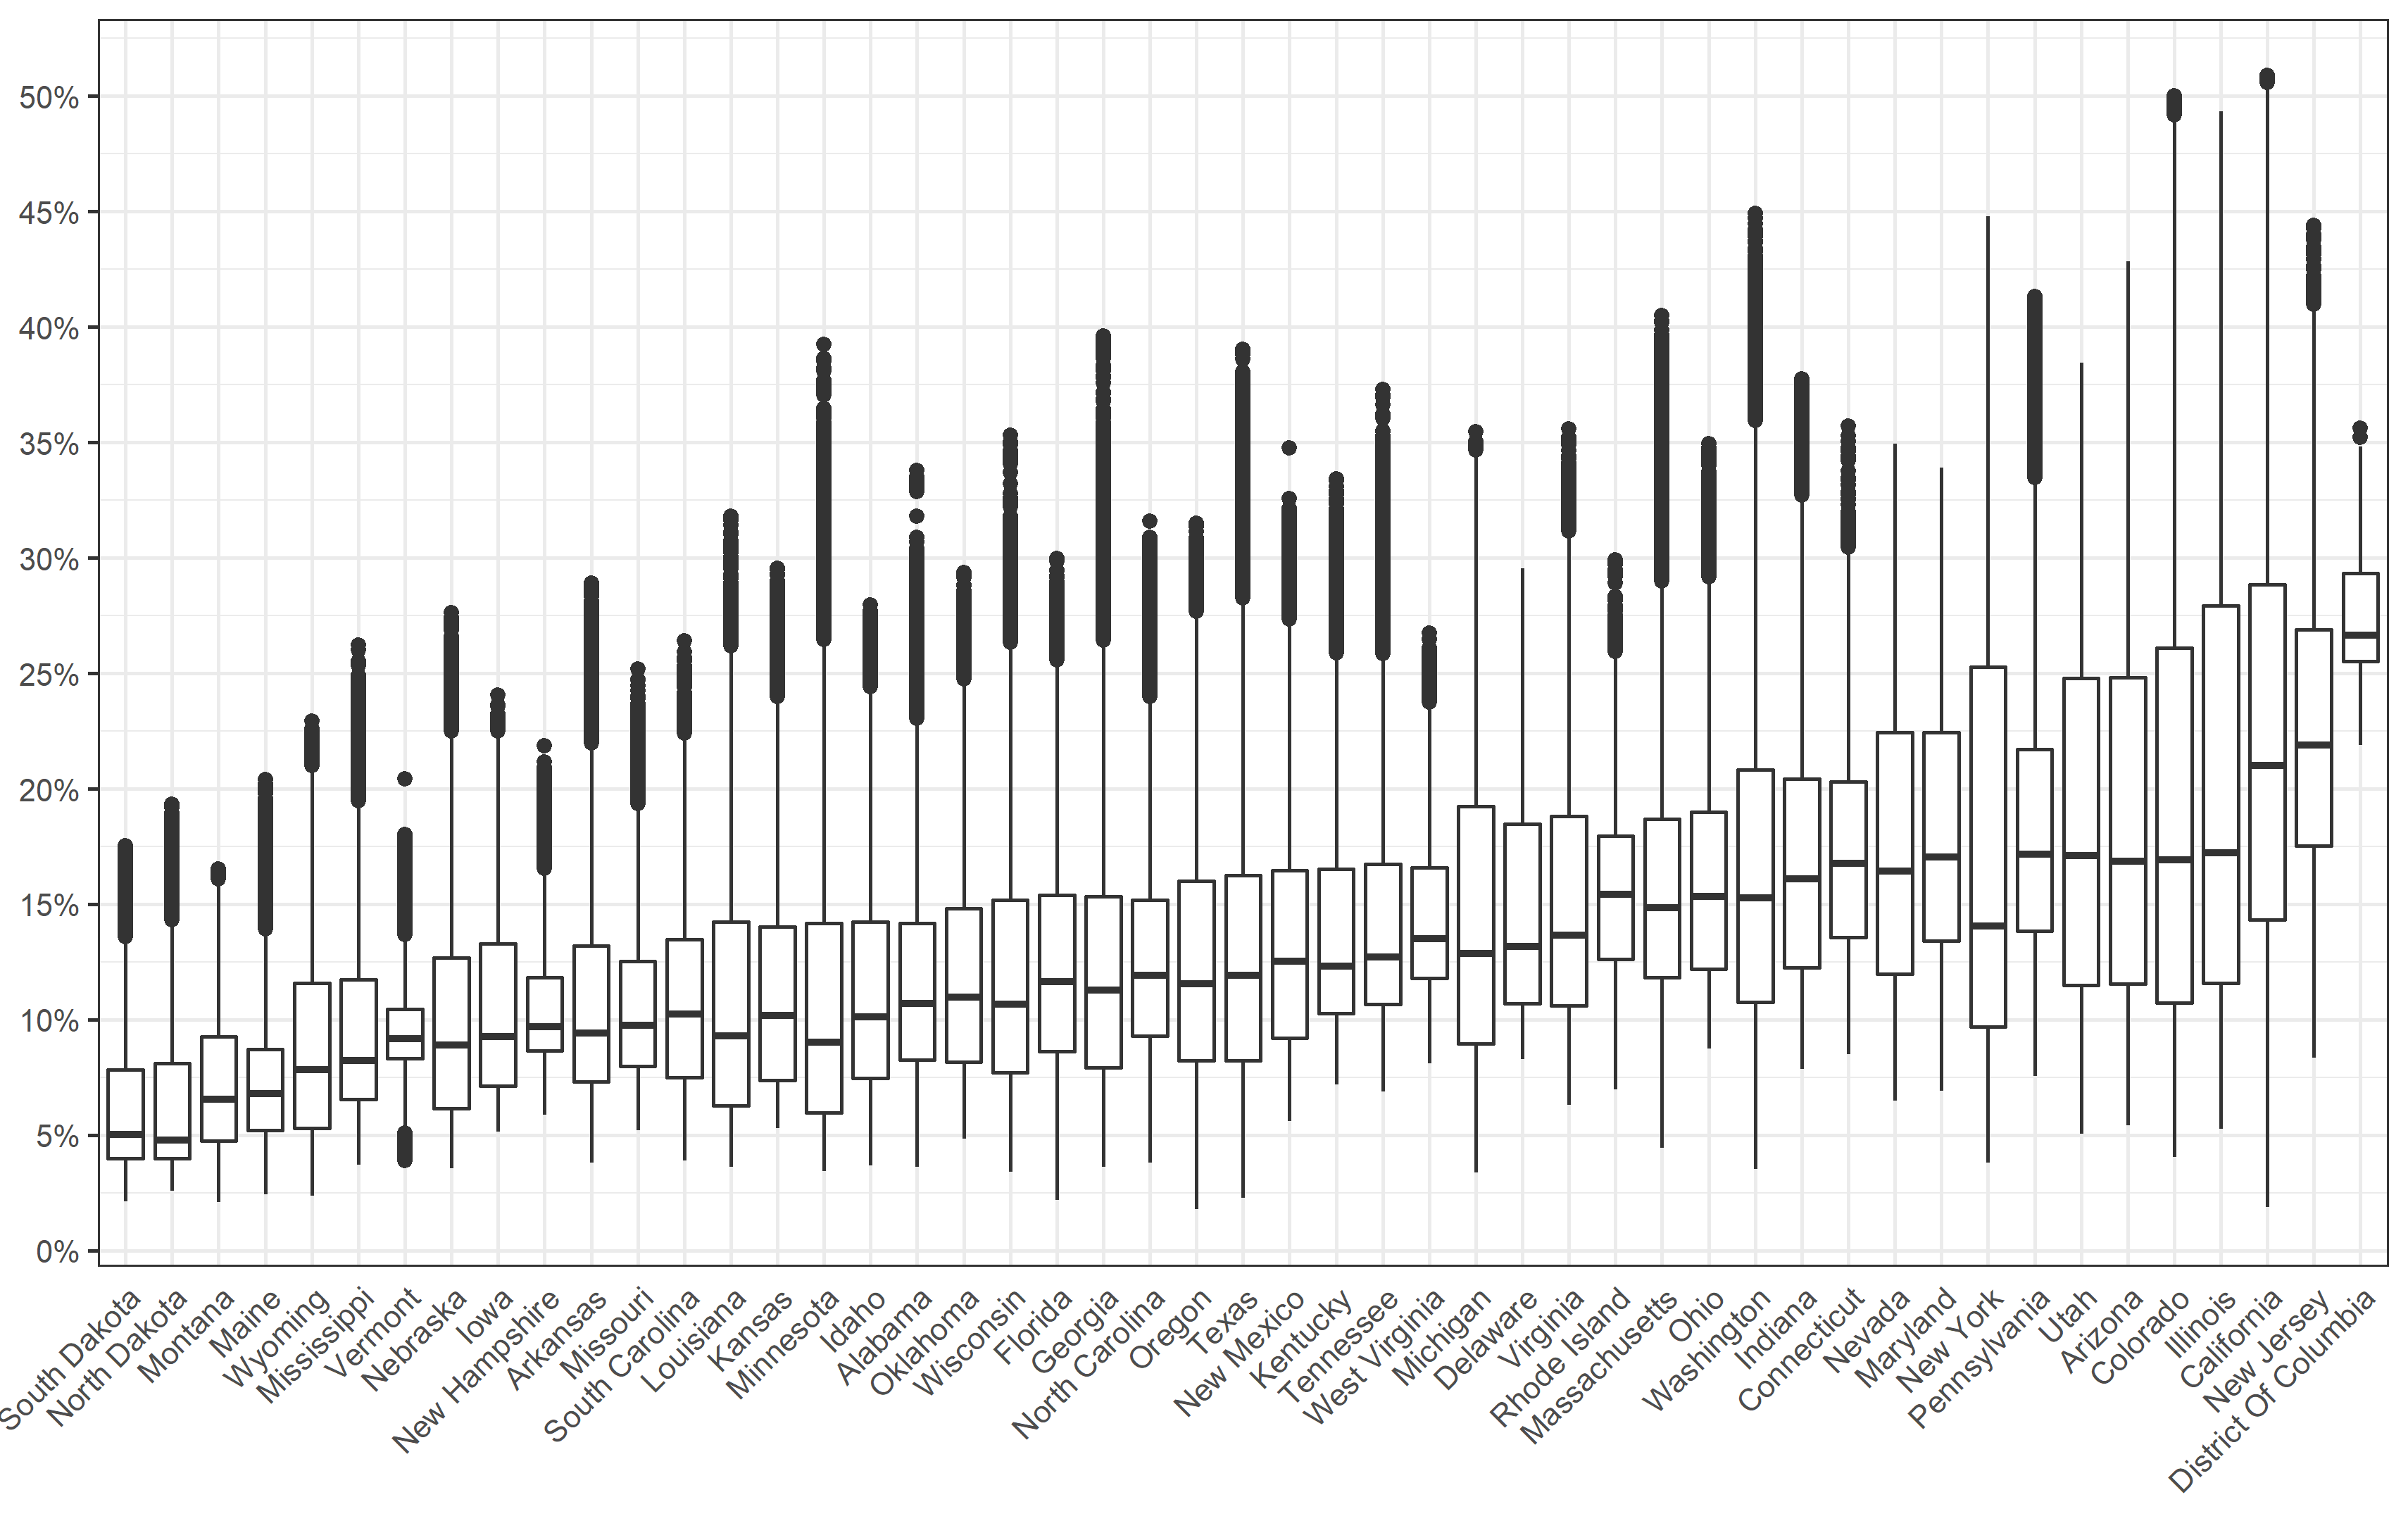 50%
45%
40%
35%
30%
25%
20%
15%
10%
5%
0%
South Dakota
North Dakota
Montana
Maine
Wyoming
Mississippi
Vermont
Nebraska
Iowa
New Hampshire
Arkansas
Missouri
South Carolina
Louisiana
Kansas
Minnesota
Idaho
Alabama
Oklahoma
Wisconsin
Florida
Georgia
North Carolina
Oregon
Texas
New Mexico
Kentucky
Tennessee
West Virginia
Michigan
Delaware
Virginia
Rhode Island
Massachusetts
Ohio
Washington
Indiana
Connecticut
Nevada
Maryland
New York
Pennsylvania
Utah
Arizona
Colorado
Illinois
California
New Jersey
District Of Columbia